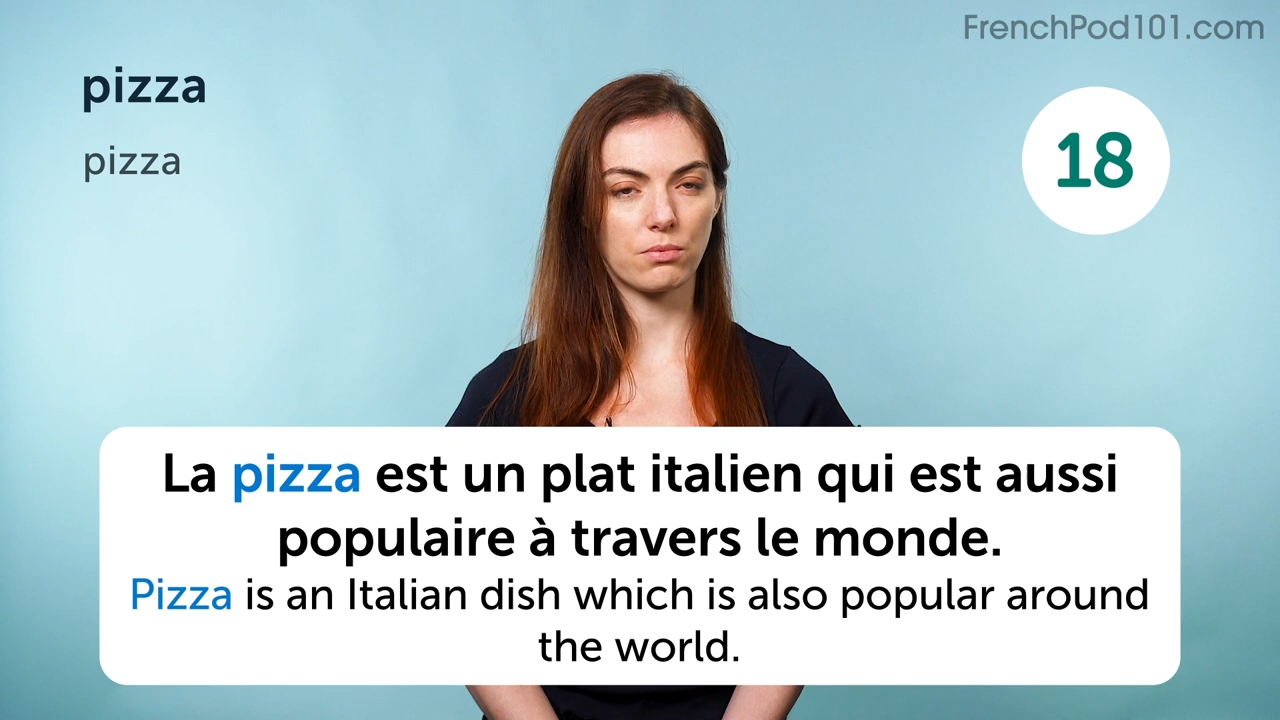 FrenchPod101.com
pizza
pizza
18
La pizza est un plat italien qui est aussi
populaire à travers le monde.
Pizza is an Italian dish which is also popular around
the world.